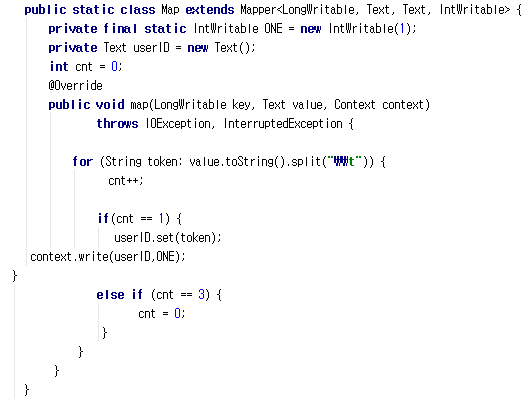 public static class Map extends Mapper<LongWritable, Text, Text, IntWritable> {
private final static IntWritable ONE = new IntWritable(1);
private Text userID = new Text();
int cnt = 0;
@Override
public void map(LongWritable key, Text value, Context context)
throws IOException, InterruptedException {
for (String token: value.toString().split("₩₩t")) {
cnt++;
if(cnt == 1) {
userID.set(token);
context.write(userID,ONE);
}
else if (cnt == 3) {
cnt = 0;
}
}
}
}